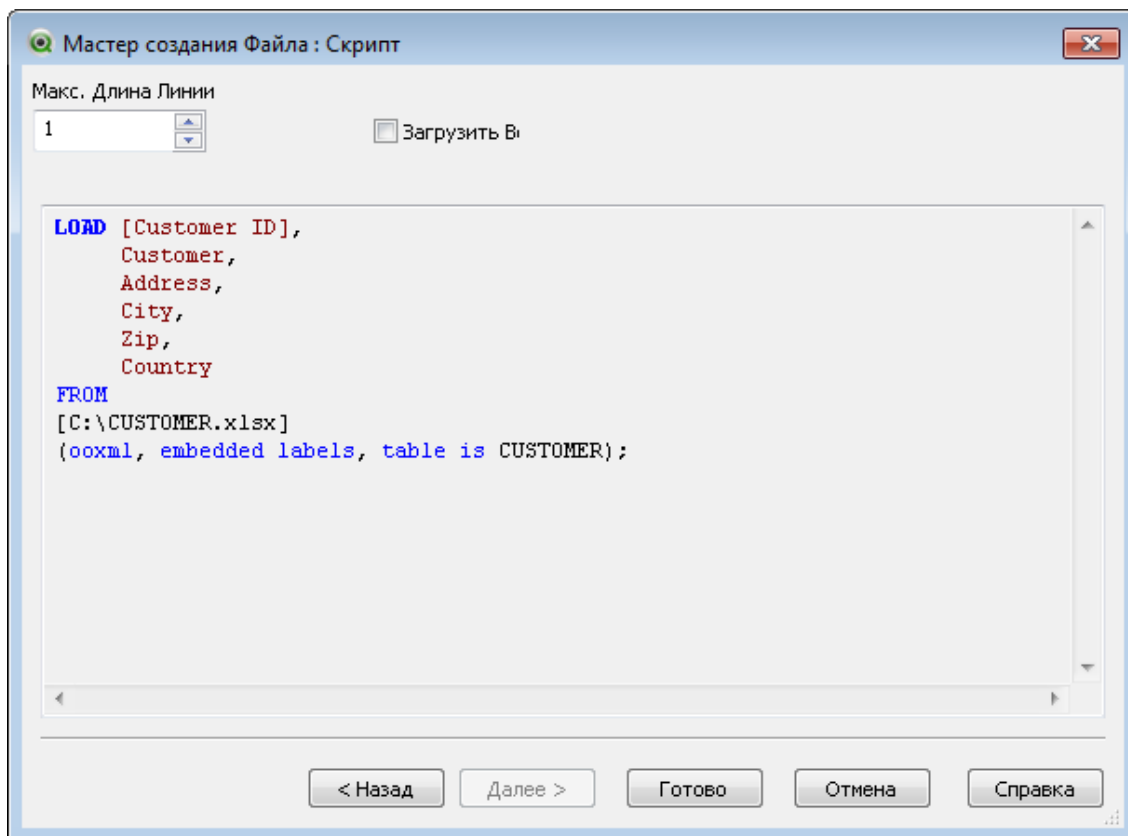 Мастер создания Файла : Скрипт
Макс. Длина Линии
1
Загрузить
LOAD [Customer ID],
Customer,
Address,
City,
Zip,
Country
FROM
[C:\CUSTOMER.xlsx]
(ooxml, embedded labels, table is CUSTOMER);
< Назад
Далее >
Готово
Отмена
Справка